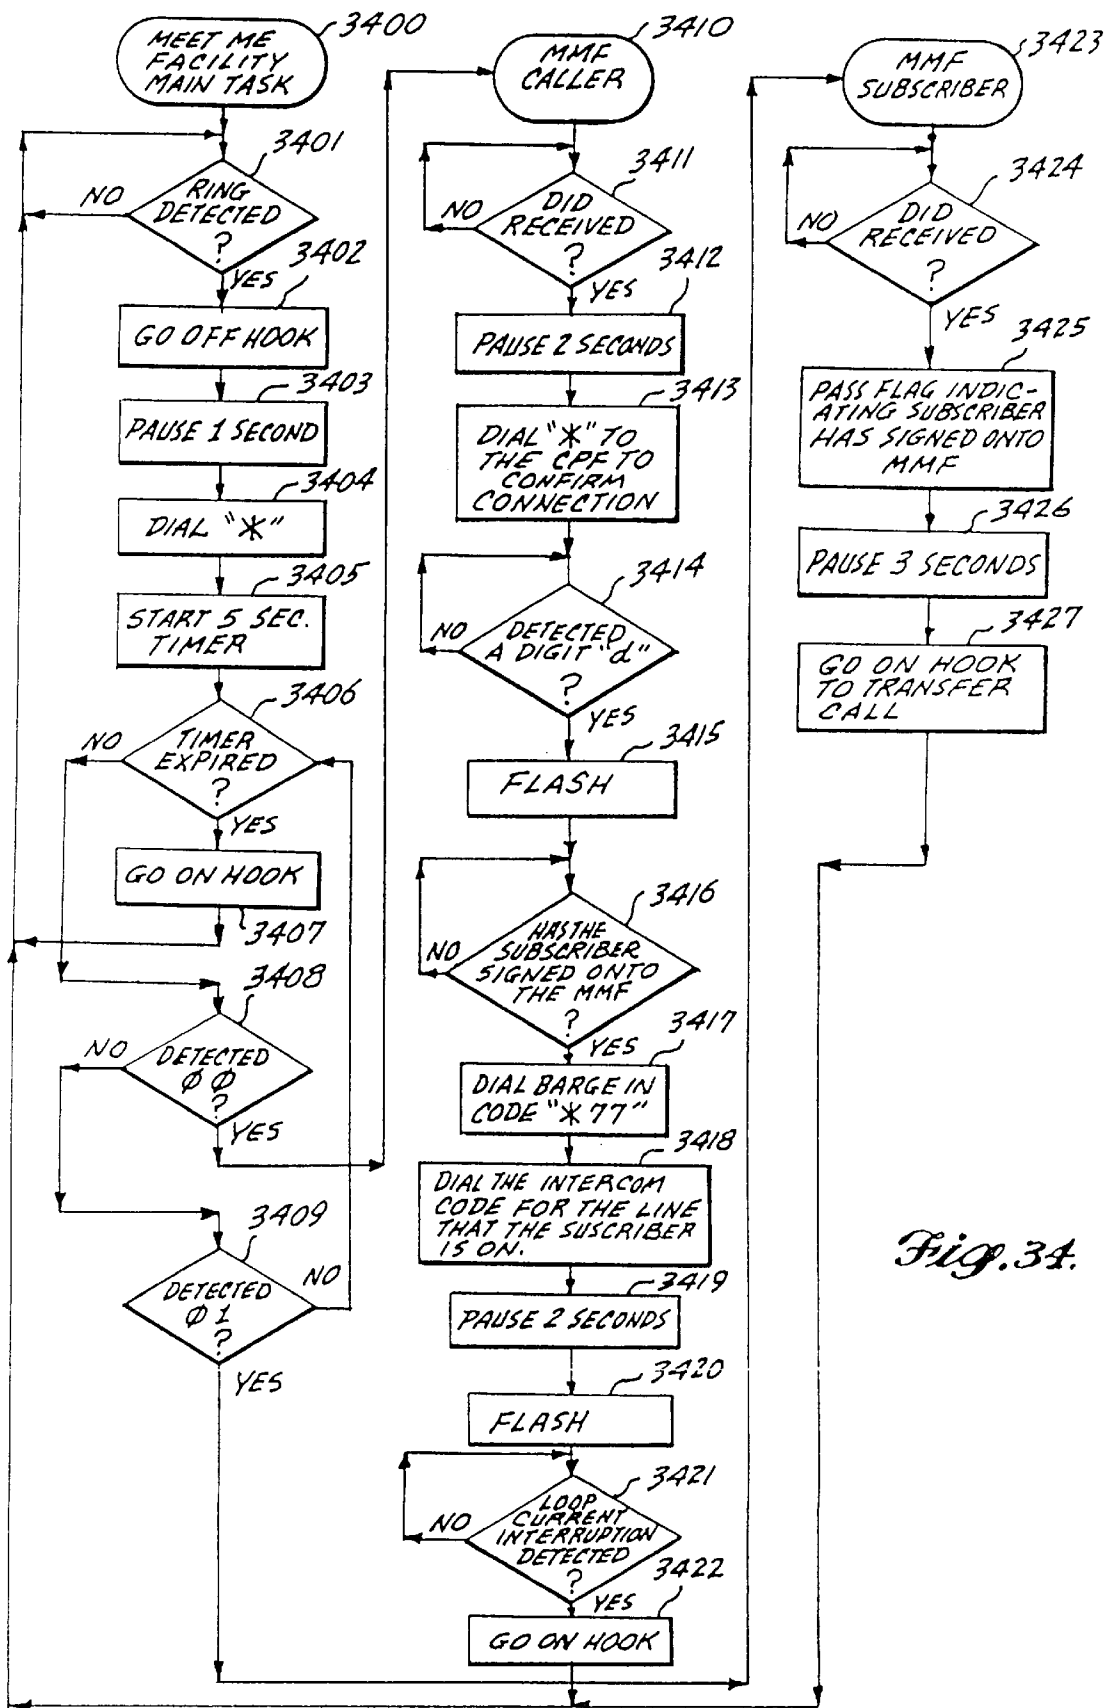 MEET ME
FACILITY
MAIN TASK
3400
3401
RING
DETECTED
?
NO
YES
3402
GO OFF HOOK
3403
PAUSE 1 SECOND
3404
DIAL "*"
3405
START 5 SEC.
TIMER
3406
TIMER
EXPIRED
?
NO
YES
GO ON HOOK
3407
3408
DETECTED
Ø Ø
?
NO
YES
3409
DETECTED
Ø 1
?
NO
YES
MMF
CALLER
3410
3411
DID
RECEIVED
?
NO
YES
3412
PAUSE 2 SECONDS
3413
DIAL "*" TO
THE CPF TO
CONFIRM
CONNECTION
3414
DETECTED
A DIGIT "d"
?
NO
YES
3415
FLASH
3416
HAS THE
SUBSCRIBER
SIGNED ONTO
THE MMF
?
NO
YES
3417
DIAL BARGE IN
CODE "*77"
3418
DIAL THE INTERCOM
CODE FOR THE LINE
THAT THE SUSCRIBER
IS ON.
3419
PAUSE 2 SECONDS
3420
FLASH
3421
LOOP
CURRENT
INTERRUPTION
DETECTED
?
NO
YES
3422
GO ON HOOK
MMF
SUBSCRIBER
3423
3424
DID
RECEIVED
?
NO
YES
3425
PASS FLAG INDIC-
ATING SUBSCRIBER
HAS SIGNED ONTO
MMF
3426
PAUSE 3 SECONDS
3427
GO ON HOOK
TO TRANSFER
CALL
Fig. 34.